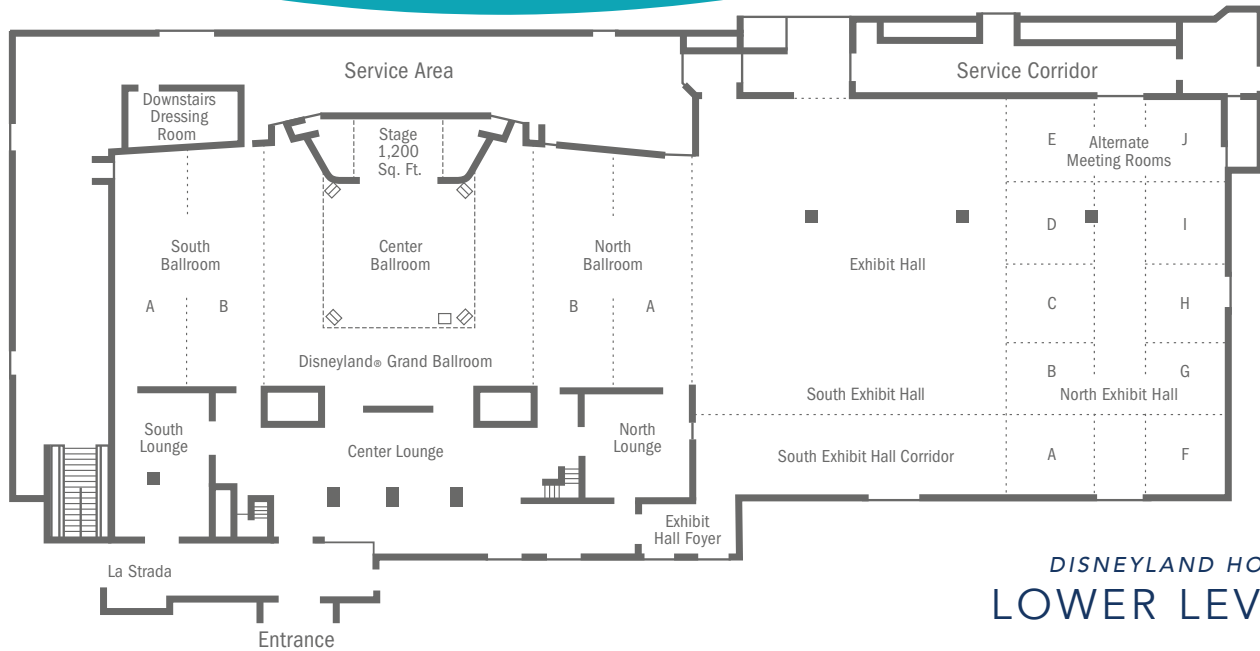 Service Area
Service Corridor
Downstairs
Dressing
Room
Stage
1,200
Sq. Ft.
E
Alternate
Meeting Rooms
J
South
Ballroom
Center
Ballroom
North
Ballroom
D
I
Exhibit Hall
A
B
B
A
C
H
Disneyland® Grand Ballroom
B
G
South Exhibit Hall
North Exhibit Hall
South
Lounge
Center Lounge
North
Lounge
South Exhibit Hall Corridor
A
F
Exhibit
Hall Foyer
La Strada
Entrance
DISNEYLAND HO
LOWER LEV